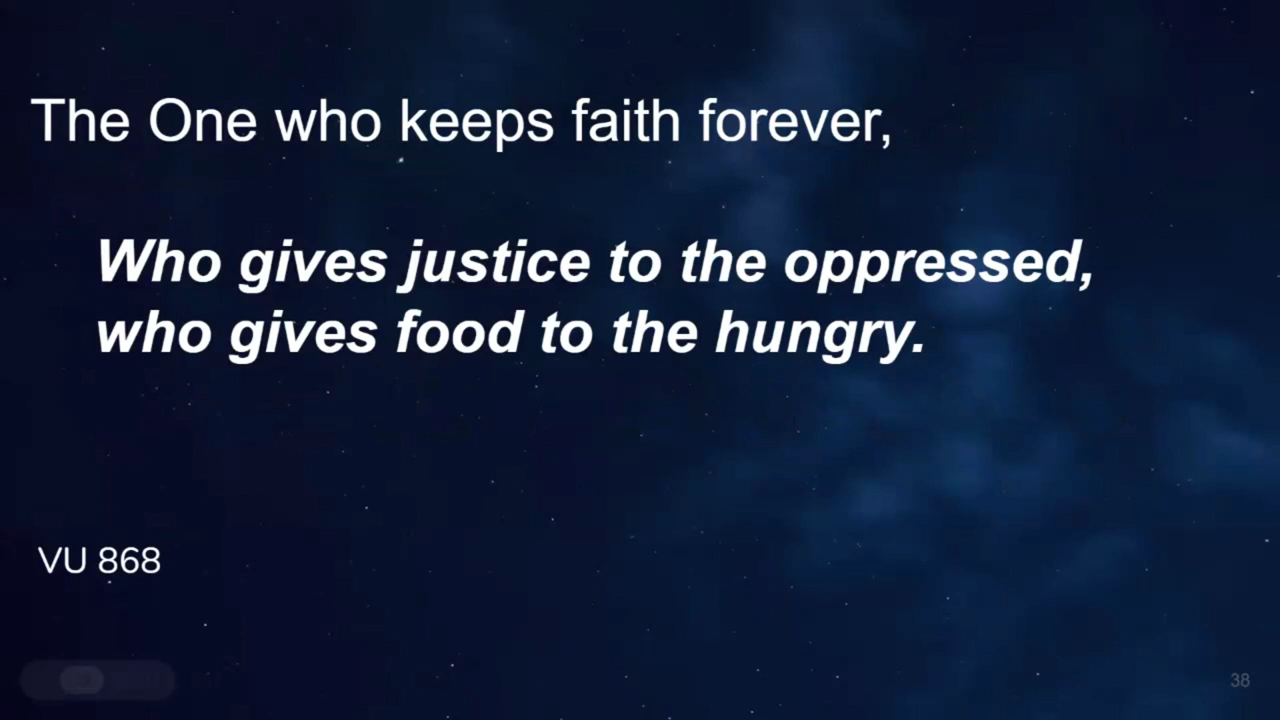 The One who keeps faith forever,
Who gives justice to the oppressed,
who gives food to the hungry.
VU 868
38